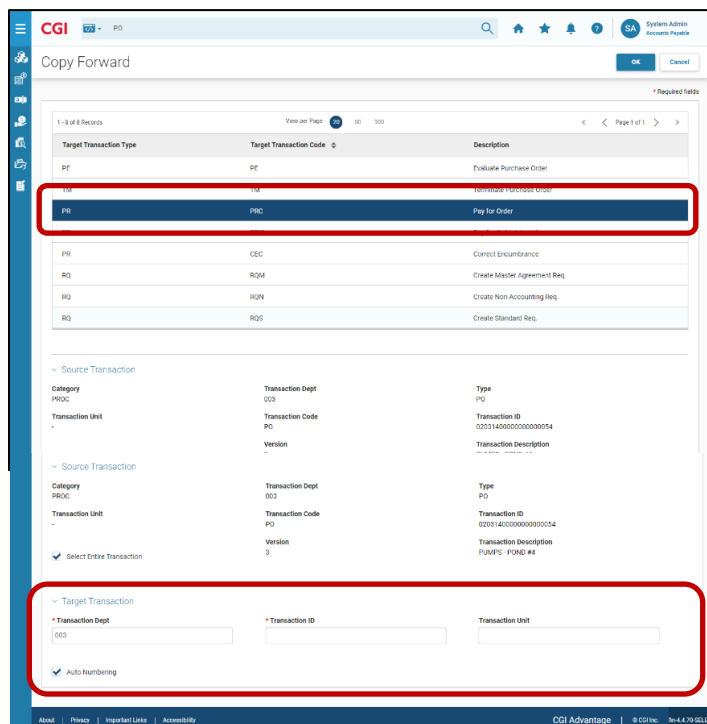 CGI PO System Admin
Accounts Payable
SA
Copy Forward OK Cancel
* Required fields
1 - 8 of 8 Records View per Page - 20 50 100 Page 1 of 1
Target Transaction Type Target Transaction Code Description
PE PE Evaluate Purchase Order
TM TM Terminate Purchase Order
PR PRC Pay for Order
PR CEC Correct Encumbrance
RQ RQM Create Master Agreement Req.
RQ RQN Create Non-Accounting Req.
RQ RQS Create Standard Req.
Source Transaction
Category Transaction Dept Type
PROC 003 PO
Transaction Unit Transaction Code Transaction ID
- PO 02031400000000000054
Version Transaction Description
Source Transaction
Category Transaction Dept Type
PROC 003 PO
Transaction Unit Transaction Code Transaction ID
- PO 02031400000000000054
Version Transaction Description
Select Entire Transaction 3 PUMPS - POND #4
Target Transaction
* Transaction Dept * Transaction ID Transaction Unit
003
Auto Numbering
About | Privacy | Important Links | Accessibility CGI Advantage | © CGI Inc.